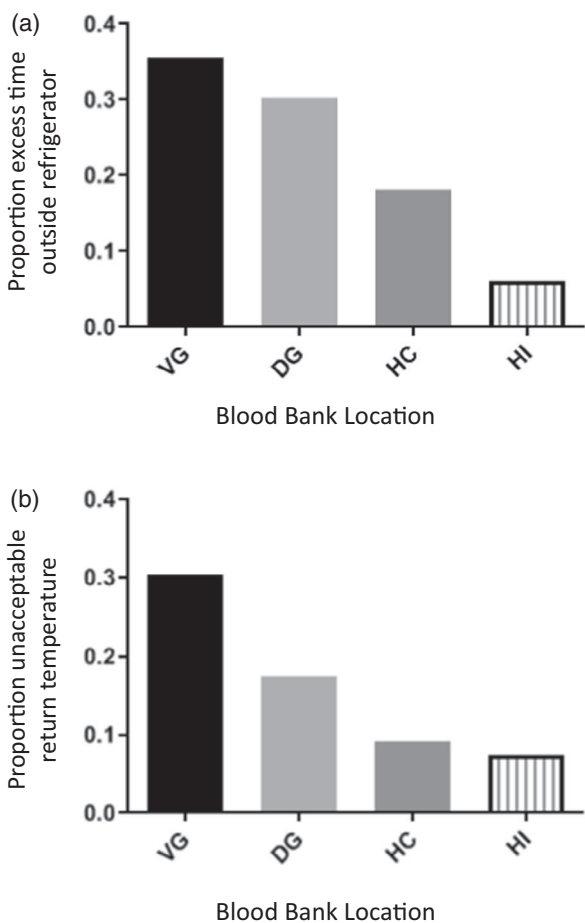 (a)
Proportion excess time
outside refrigerator
0.4
0.3
0.2
0.1
0.0
VG
DG
HC
HI
Blood Bank Location
(b)
Proportion unacceptable
return temperature
0.4
0.3
0.2
0.1
0.0
VG
DG
HC
HI
Blood Bank Location